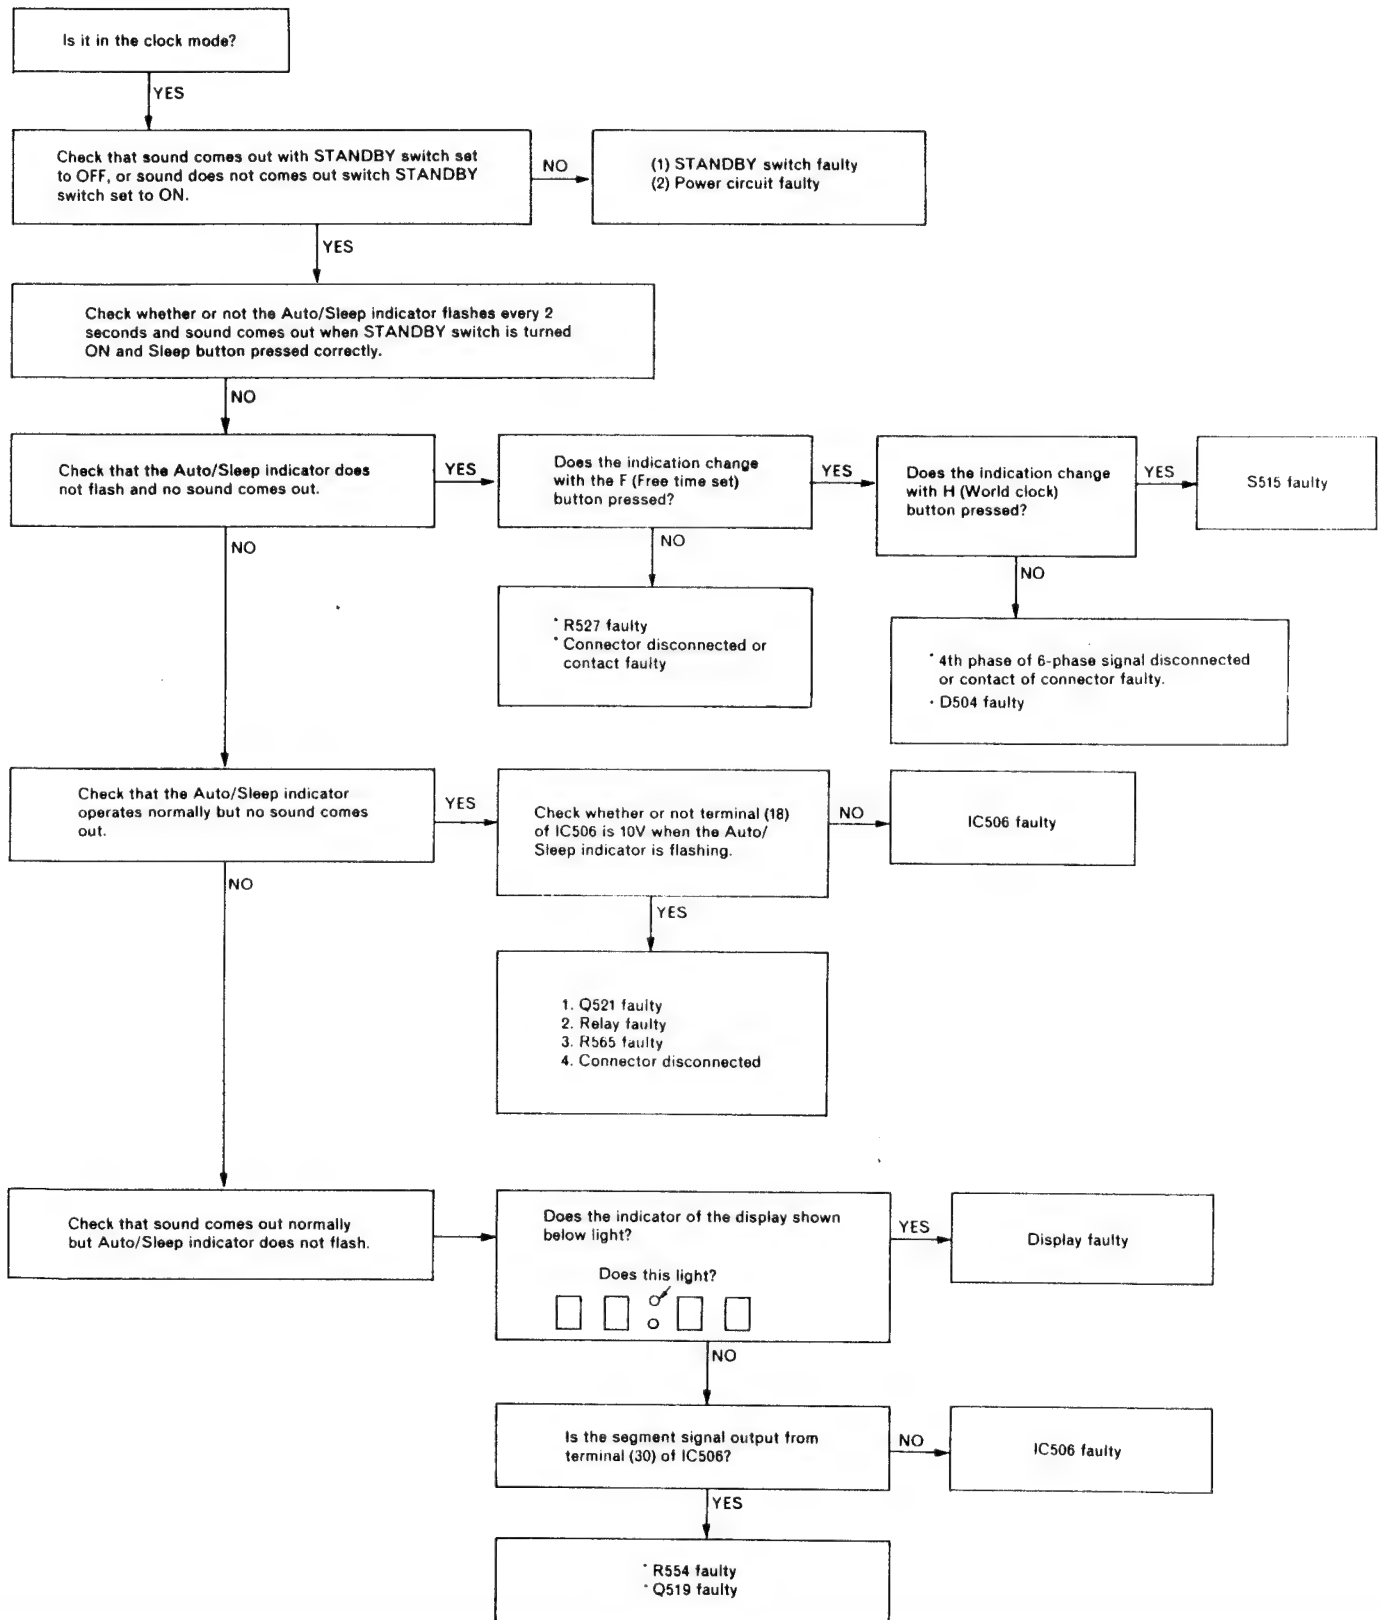 Is it in the clock mode?
YES
Check that sound comes out with STANDBY switch set
to OFF, or sound does not comes out switch STANDBY
switch set to ON.
NO
(1) STANDBY switch faulty
(2) Power circuit faulty
YES
Check whether or not the Auto/Sleep indicator flashes every 2
seconds and sound comes out when STANDBY switch is turned
ON and Sleep button pressed correctly.
NO
Check that the Auto/Sleep indicator does
not flash and no sound comes out.
YES
Does the indication change
with the F (Free time set)
button pressed?
YES
Does the indication change
with H (World clock)
button pressed?
YES
S515 faulty
NO
NO
NO
* R527 faulty
* Connector disconnected or
contact faulty
* 4th phase of 6-phase signal disconnected
or contact of connector faulty.
· D504 faulty
Check that the Auto/Sleep indicator
operates normally but no sound comes
out.
YES
Check whether or not terminal (18)
of IC506 is 10V when the Auto/
Sleep indicator is flashing.
NO
IC506 faulty
NO
YES
1. Q521 faulty
2. Relay faulty
3. R565 faulty
4. Connector disconnected
Check that sound comes out normally
but Auto/Sleep indicator does not flash.
Does the indicator of the display shown
below light?
Does this light?
YES
Display faulty
NO
Is the segment signal output from
terminal (30) of IC506?
NO
IC506 faulty
YES
* R554 faulty
* Q519 faulty